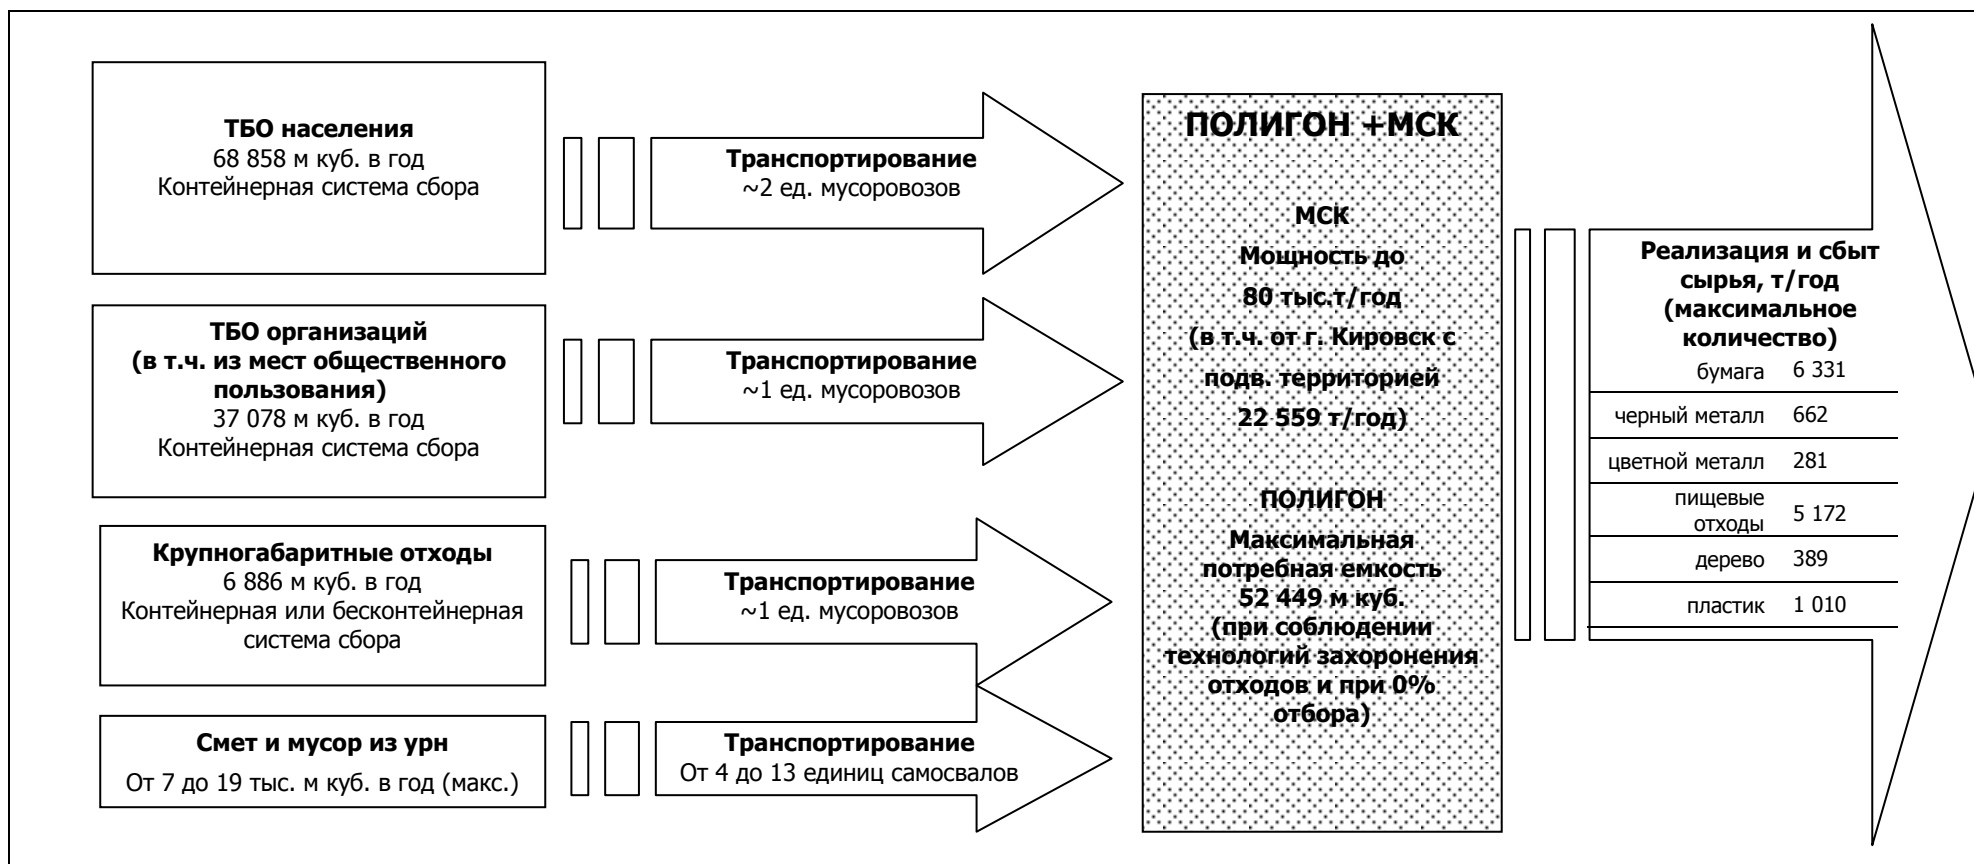 ТБО населения
68 858 м куб. в год
Контейнерная система сбора
Транспортирование
~2 ед. мусоровозов
ТБО организаций
(в т.ч. из мест общественного
пользования)
37 078 м куб. в год
Контейнерная система сбора
Транспортирование
~1 ед. мусоровозов
Крупногабаритные отходы
6 886 м куб. в год
Контейнерная или бесконтейнерная
система сбора
Транспортирование
~1 ед. мусоровозов
Смет и мусор из урн
От 7 до 19 тыс. м куб. в год (макс.)
Транспортирование
От 4 до 13 единиц самосвалов
ПОЛИГОН +МСК
МСК
Мощность до
80 тыс.т/год
(в т.ч. от г. Кировск с
подв. территорией
22 559 т/год)
ПОЛИГОН
Максимальная
потребная емкость
52 449 м куб.
(при соблюдении
технологий захоронения
отходов и при 0%
отбора)
Реализация и сбыт
сырья, т/год
(максимальное
количество)
бумага 6 331
черный металл 662
цветной металл 281
пищевые
отходы 5 172
дерево 389
пластик 1 010